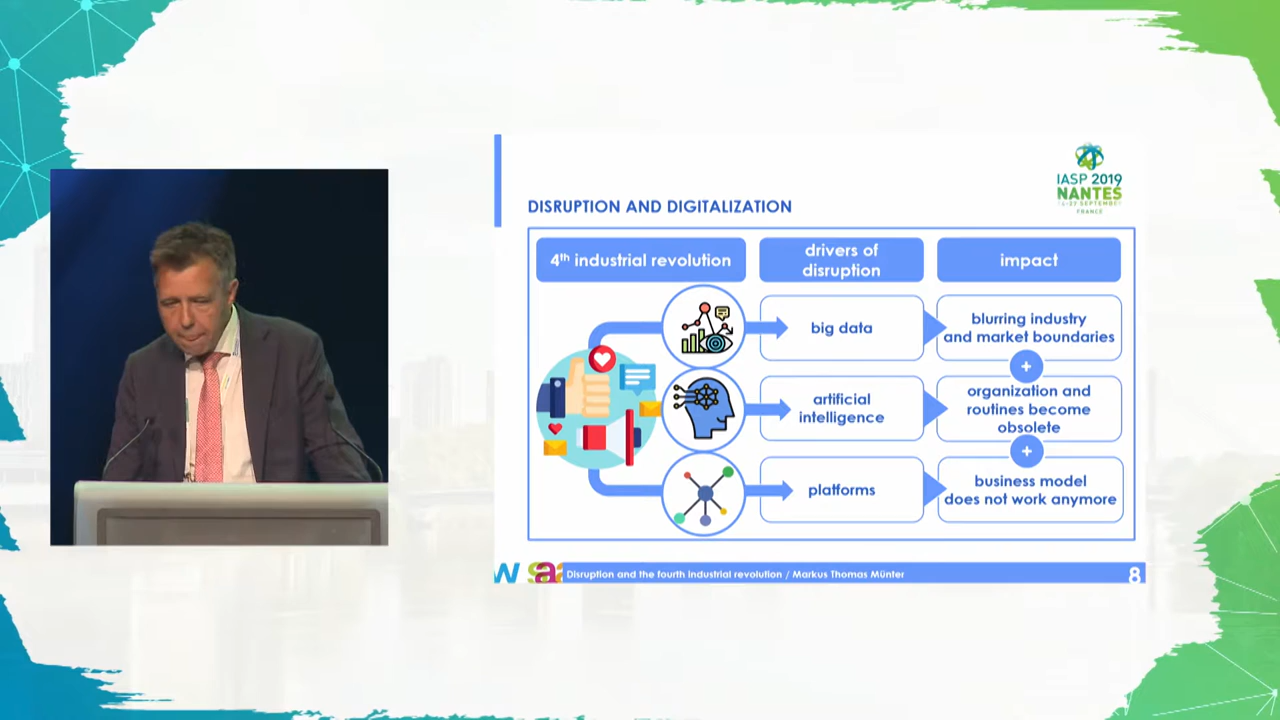 IASP 2019
NANTES
SEPTEMBER
FRANCE
DISRUPTION AND DIGITALIZATION
4th industrial revolution
drivers of
disruption
impact
big data
blurring industry
and market boundaries
+
artificial
intelligence
organization and
routines become
obsolete
+
platforms
business model
does not work anymore
Disruption and the fourth industrial revolution / Markus Thomas Münter
8